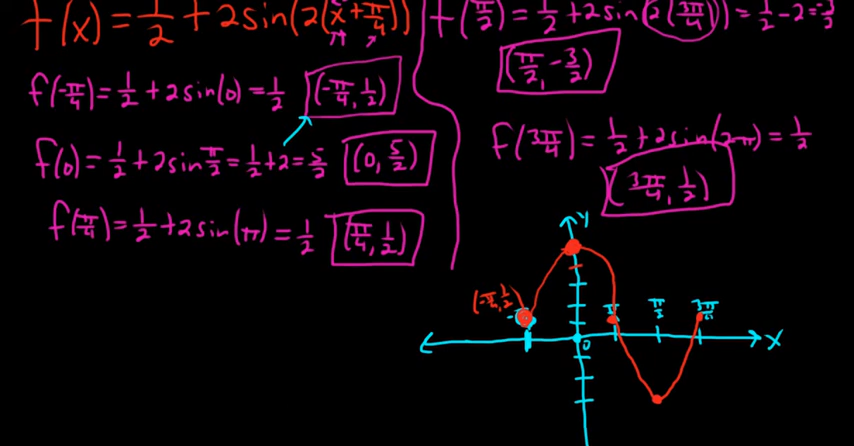 f(x)=1/2+2sin(2(x+π/4))
f(-π/4)=1/2+2sin(0)=1/2 (-π/4, 1/2)
f(0)=1/2+2sin π/2=1/2+2=5/2 (0, 5/2)
f(π/4)=1/2+2sin(π)=1/2 (π/4, 1/2)
f(π/2)=1/2+2sin(2(3π/4))=1/2-2=-3/2
(π/2, -3/2)
f(3π/4)=1/2+2sin(2π)=1/2
(3π/4, 1/2)
Y
(-π/4, 1/2)
π/2
0
X